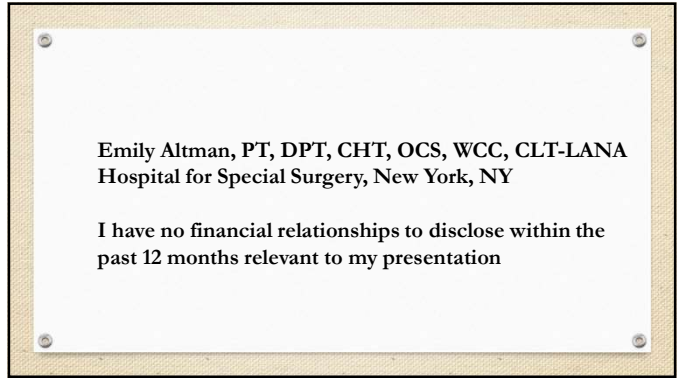 Emily Altman, PT, DPT, CHT, OCS, WCC, CLT-LANA
Hospital for Special Surgery, New York, NY
I have no financial relationships to disclose within the
past 12 months relevant to my presentation